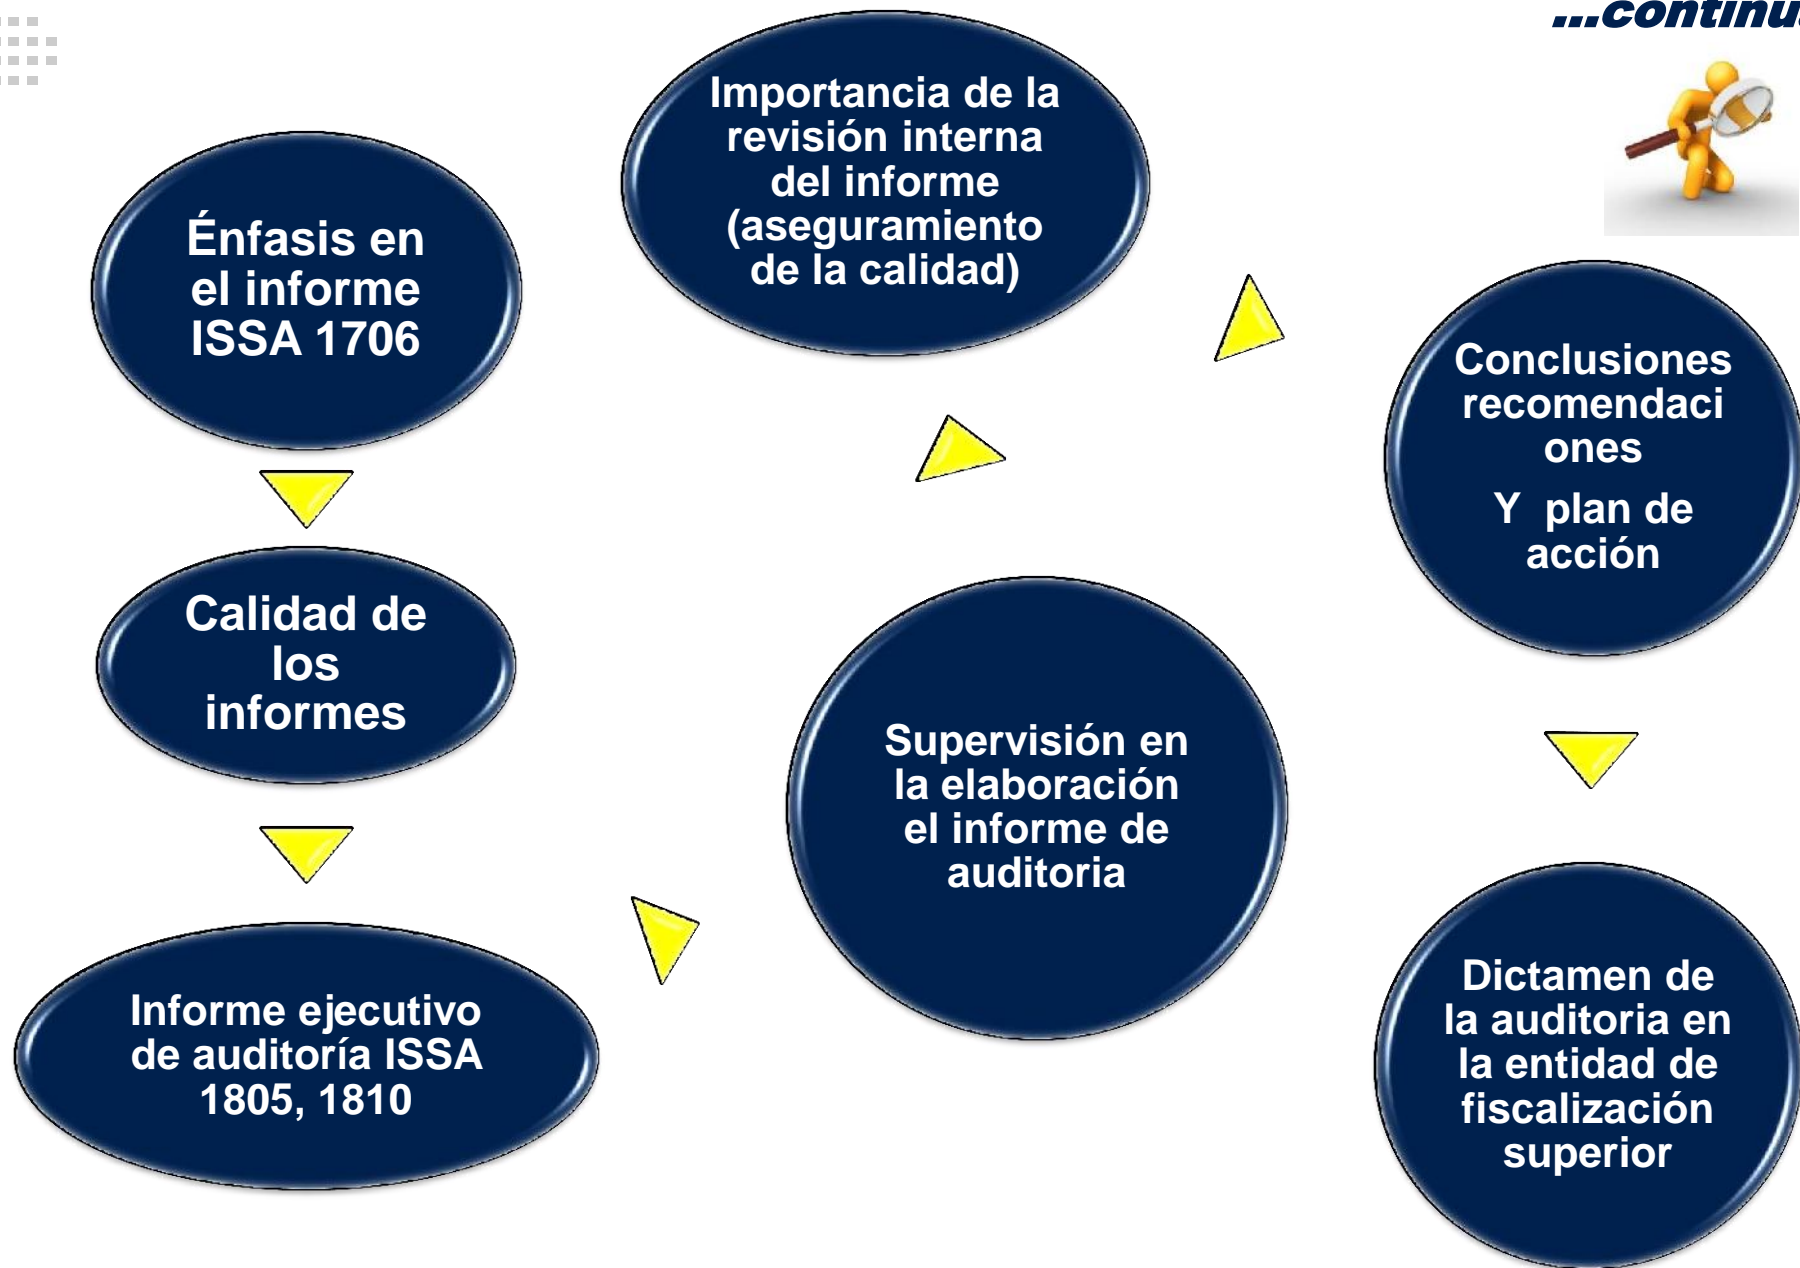 ...continu
Énfasis en
el informe
ISSA 1706
Calidad de
los
informes
Informe ejecutivo
de auditoría ISSA
1805, 1810
Supervisión en
la elaboración
el informe de
auditoria
Importancia de la
revisión interna
del informe
(aseguramiento
de la calidad)
Conclusiones
recomendaci
ones
Y plan de
acción
Dictamen de
la auditoria en
la entidad de
fiscalización
superior